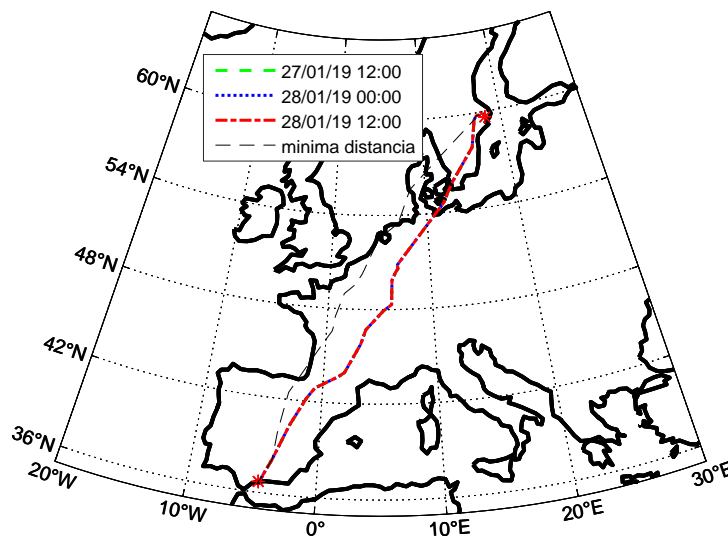 27/01/19 12:00
28/01/19 00:00
28/01/19 12:00
minima distancia
60°N
54°N
48°N
42°N
36°N
20°W
10°W
0°
10°E
20°E
30°E